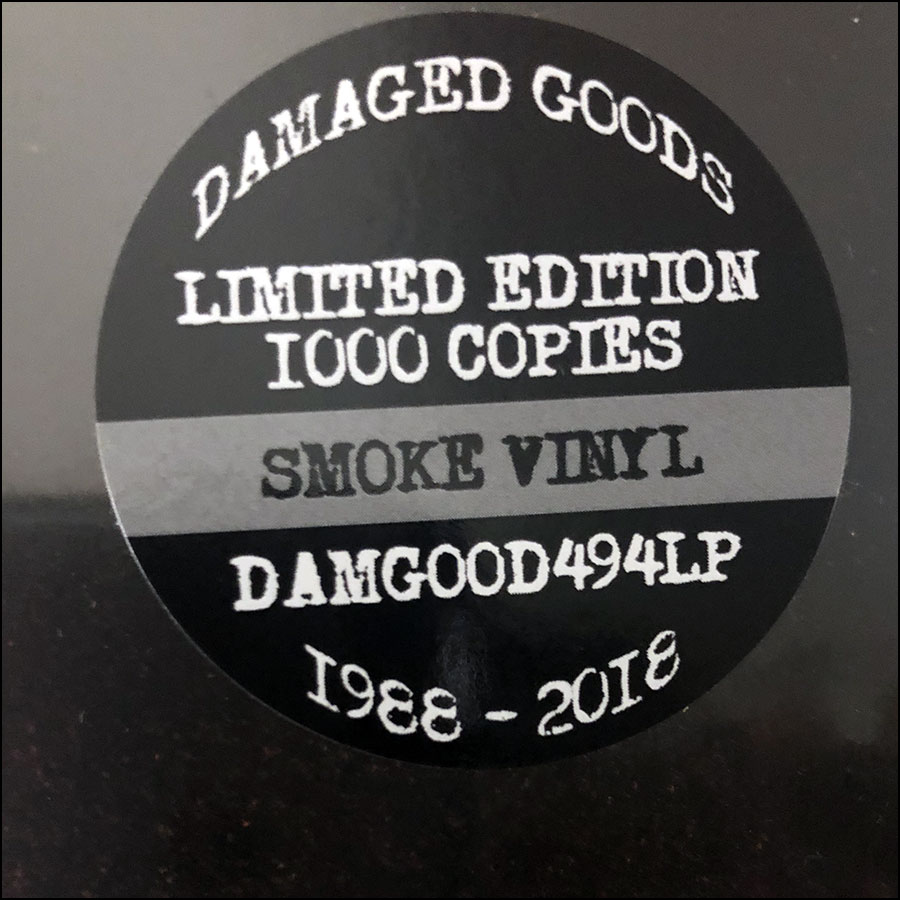 DAMAGED GOODS
LIMITED EDITION
1000 COPIES
SMOKE VINYL
DAMGOOD494LP
1988 - 2018